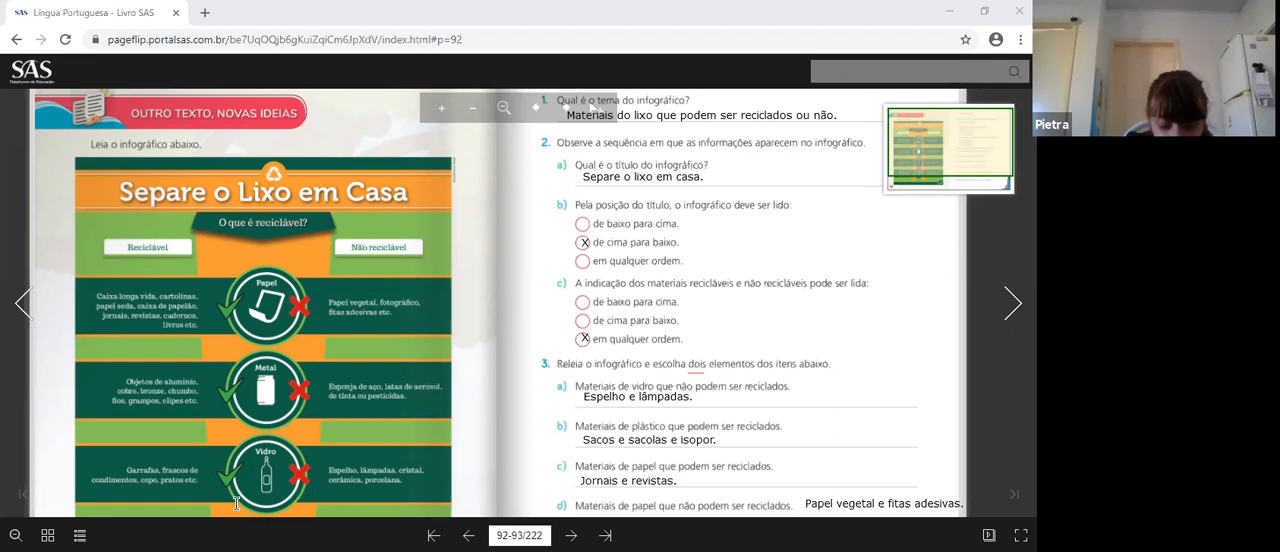 SAS Língua Portuguesa - Livro SAS
pageflip.portalsas.com.br/be7UqOQjb6gKuiZqiCm6JpXdV/index.html#p=92
SAS
Plataforma de Educação
OUTRO TEXTO, NOVAS IDEIAS
Leia o infográfico abaixo.
Separe o Lixo em Casa
O que é reciclável?
Reciclável
Não reciclável
Papel
Caixa longa vida, cartolinas,
papel seda, caixa de papelão,
jornais, revistas, cadernos,
livros etc.
Papel vegetal, fotográfico,
fitas adesivas etc.
Metal
Objetos de alumínio,
cobre, bronze, chumbo,
fios, grampos, clipes etc.
Esponja de aço, latas de aerosol,
de tinta ou pesticidas.
Vidro
Garrafas, frascos de
condimentos, copo, pratos etc.
Espelho, lâmpadas, cristal,
cerâmica, porcelana.
1. Qual é o tema do infográfico?
Materiais do lixo que podem ser reciclados ou não.
2. Observe a sequência em que as informações aparecem no infográfico.
a) Qual é o título do infográfico?
Separe o lixo em casa.
b) Pela posição do título, o infográfico deve ser lido:
de baixo para cima.
X de cima para baixo.
em qualquer ordem.
c) A indicação dos materiais recicláveis e não recicláveis pode ser lida:
de baixo para cima.
de cima para baixo.
X em qualquer ordem.
3. Releia o infográfico e escolha dois elementos dos itens abaixo.
a) Materiais de vidro que não podem ser reciclados.
Espelho e lâmpadas.
b) Materiais de plástico que podem ser reciclados.
Sacos e sacolas e isopor.
c) Materiais de papel que podem ser reciclados.
Jornais e revistas.
d) Materiais de papel que não podem ser reciclados. Papel vegetal e fitas adesivas.
Pietra
92-93/222